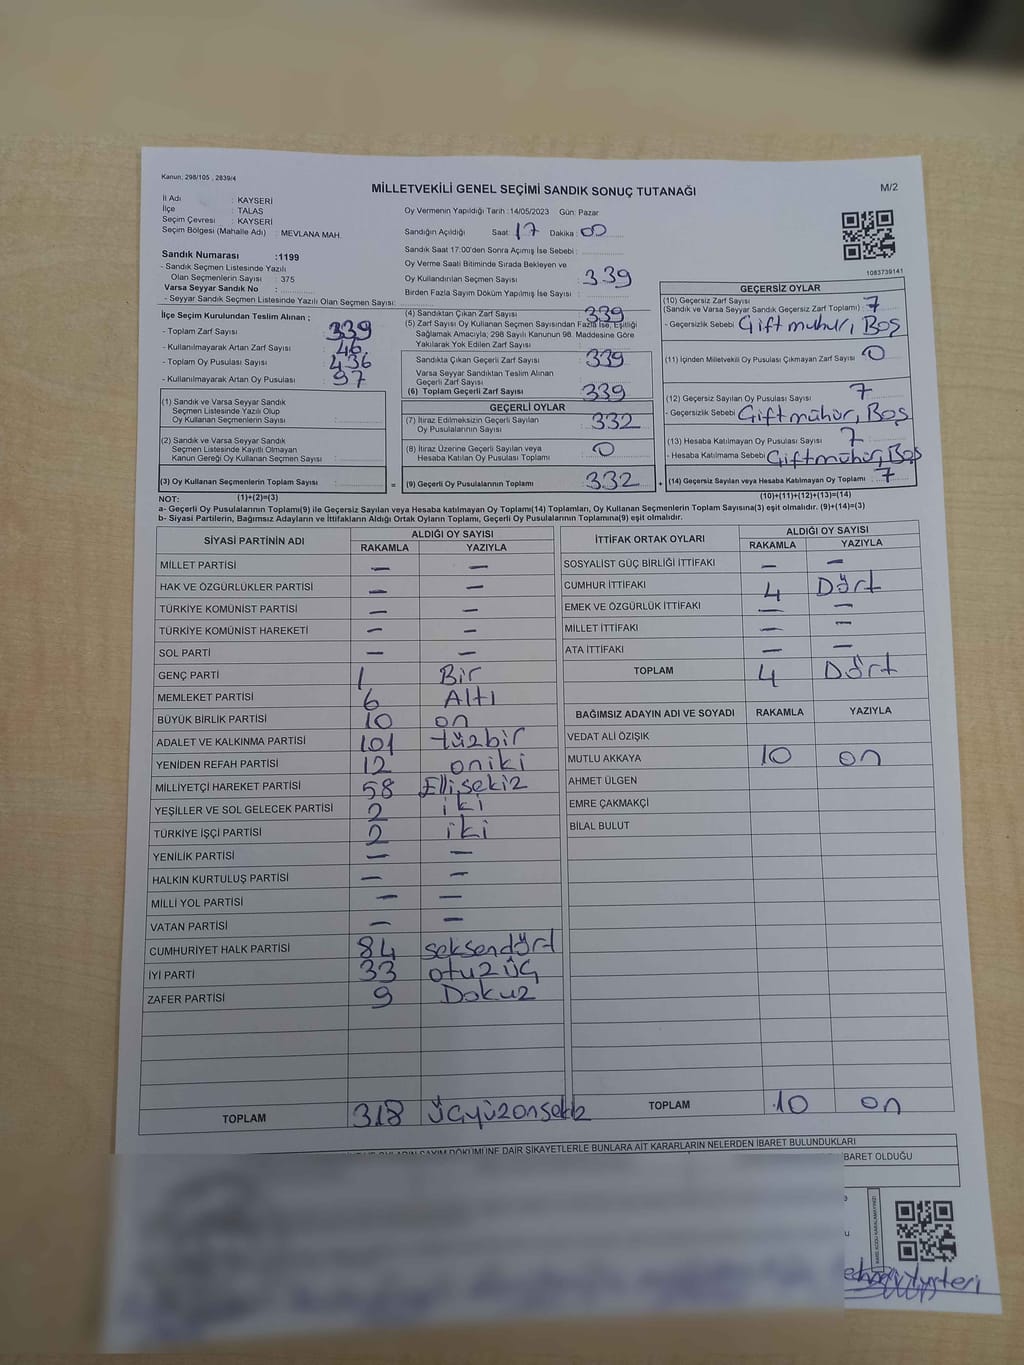 Kanun: 298/105 , 2839/4
MİLLETVEKİLİ GENEL SEÇİMİ SANDIK SONUÇ TUTANAĞI
M/2
İl Adı : KAYSERİ
İlçe : TALAS
Seçim Çevresi : KAYSERİ
Seçim Bölgesi (Mahalle Adı) : MEVLANA MAH.
Oy Vermenin Yapıldığı Tarih :14/05/2023 Gün: Pazar
Sandığın Açıldığı Saat: 17 Dakika: 00
Sandık Saat 17:00'den Sonra Açımış İse Sebebi :
Sandık Numarası :1199
- Sandık Seçmen Listesinde Yazılı
Olan Seçmenlerin Sayısı : 375
Varsa Seyyar Sandık No :
- Seyyar Sandık Seçmen Listesinde Yazılı Olan Seçmen Sayısı:
Oy Verme Saati Bitiminda Sırada Bekleyen ve
Oy Kullandırılan Seçmen Sayısı : 339
Birden Fazla Sayım Döküm Yapılmış İse Sayısı :
1083739141
İlçe Seçim Kurulundan Teslim Alınan ;
- Toplam Zarf Sayısı : 339
- Kullanılmayarak Artan Zarf Sayısı : 46
- Toplam Oy Pusulası Sayısı : 436
- Kullanılmayarak Artan Oy Pusulası : 97
(1) Sandık ve Varsa Seyyar Sandık
Seçmen Listesinde Yazılı Olup
Oy Kullanan Seçmenlerin Sayısı :
(2) Sandık ve Varsa Seyyar Sandık
Seçmen Listesinde Kayıtlı Olmayan
Kanun Gereği Oy Kullanan Seçmen Sayısı :
(3) Oy Kullanan Seçmenlerin Toplam Sayısı :
(4) Sandıktan Çıkan Zarf Sayısı : 339
(5) Zarf Sayısı Oy Kullanan Seçmen Sayısından Fazla İse, Eşitliği
Sağlamak Amacıyla; 298 Sayılı Kanunun 98. Maddesine Göre
Yakılarak Yok Edilen Zarf Sayısı :
Sandıkta Çıkan Geçerli Zarf Sayısı : 339
Varsa Seyyar Sandıktan Teslim Alınan
Geçerli Zarf Sayısı :
(6) Toplam Geçerli Zarf Sayısı : 339
GEÇERLİ OYLAR
(7) İtiraz Edilmeksizin Geçerli Sayılan
Oy Pusulalarının Sayısı : 332
(8) İtiraz Üzerine Geçerli Sayılan veya
Hesaba Katılan Oy Pusulası Toplamı : 0
= (9) Geçerli Oy Pusulalarının Toplamı : 332
GEÇERSİZ OYLAR
(10) Geçersiz Zarf Sayısı
(Sandık ve Varsa Seyyar Sandık Geçersiz Zarf Toplamı) : 7
- Geçersizlik Sebebi : Çift mühür, Boş
(11) İçinden Milletvekili Oy Pusulası Çıkmayan Zarf Sayısı : 0
(12) Geçersiz Sayılan Oy Pusulası Sayısı : 7
- Geçersizlik Sebebi : Çift mühür, Boş
(13) Hesaba Katılmayan Oy Pusulası Sayısı : 7
- Hesaba Katılmama Sebebi : Çift mühür, Boş
+ (14) Geçersiz Sayılan veya Hesaba Katılmayan Oy Toplamı : 7
NOT: (1)+(2)=(3) (10)+(11)+(12)+(13)=(14)
a- Geçerli Oy Pusulalarının Toplamı(9) ile Geçersiz Sayılan veya Hesaba katılmayan Oy Toplamı(14) Toplamları, Oy Kullanan Seçmenlerin Toplam Sayısına(3) eşit olmalıdır. (9)+(14)=(3)
b- Siyasi Partilerin, Bağımsız Adayların ve İttifakların Aldığı Ortak Oyların Toplamı, Geçerli Oy Pusulalarının Toplamına(9) eşit olmalıdır.
SİYASİ PARTİNİN ADI ALDIĞI OY SAYISI
RAKAMLA YAZIYLA
MİLLET PARTİSİ — —
HAK VE ÖZGÜRLÜKLER PARTİSİ — —
TÜRKİYE KOMÜNİST PARTİSİ — —
TÜRKİYE KOMÜNİST HAREKETİ — —
SOL PARTİ — —
GENÇ PARTİ 1 Bir
MEMLEKET PARTİSİ 6 Altı
BÜYÜK BİRLİK PARTİSİ 10 on
ADALET VE KALKINMA PARTİSİ 101 yüzbir
YENİDEN REFAH PARTİSİ 12 oniki
MİLLİYETÇİ HAREKET PARTİSİ 58 Ellisekiz
YEŞİLLER VE SOL GELECEK PARTİSİ 2 iki
TÜRKİYE İŞÇİ PARTİSİ 2 iki
YENİLİK PARTİSİ — —
HALKIN KURTULUŞ PARTİSİ — —
MİLLİ YOL PARTİSİ — —
VATAN PARTİSİ — —
CUMHURİYET HALK PARTİSİ 84 seksendört
İYİ PARTİ 33 otuzüç
ZAFER PARTİSİ 9 Dokuz
TOPLAM 318 üçyüzonsekiz
İTTİFAK ORTAK OYLARI ALDIĞI OY SAYISI
RAKAMLA YAZIYLA
SOSYALİST GÜÇ BİRLİĞİ İTTİFAKI — —
CUMHUR İTTİFAKI 4 Dört
EMEK VE ÖZGÜRLÜK İTTİFAKI — —
MİLLET İTTİFAKI — —
ATA İTTİFAKI — —
TOPLAM 4 Dört
BAĞIMSIZ ADAYIN ADI VE SOYADI RAKAMLA YAZIYLA
VEDAT ALİ ÖZIŞIK
MUTLU AKKAYA 10 on
AHMET ÜLGEN
EMRE ÇAKMAKÇİ
BİLAL BULUT
TOPLAM 10 on
SAYIM DÖKÜMÜNE DAİR ŞİKAYETLERLE BUNLARA AİT KARARLARIN NELERDEN İBARET BULUNDUKLARI
BARET OLDUĞU